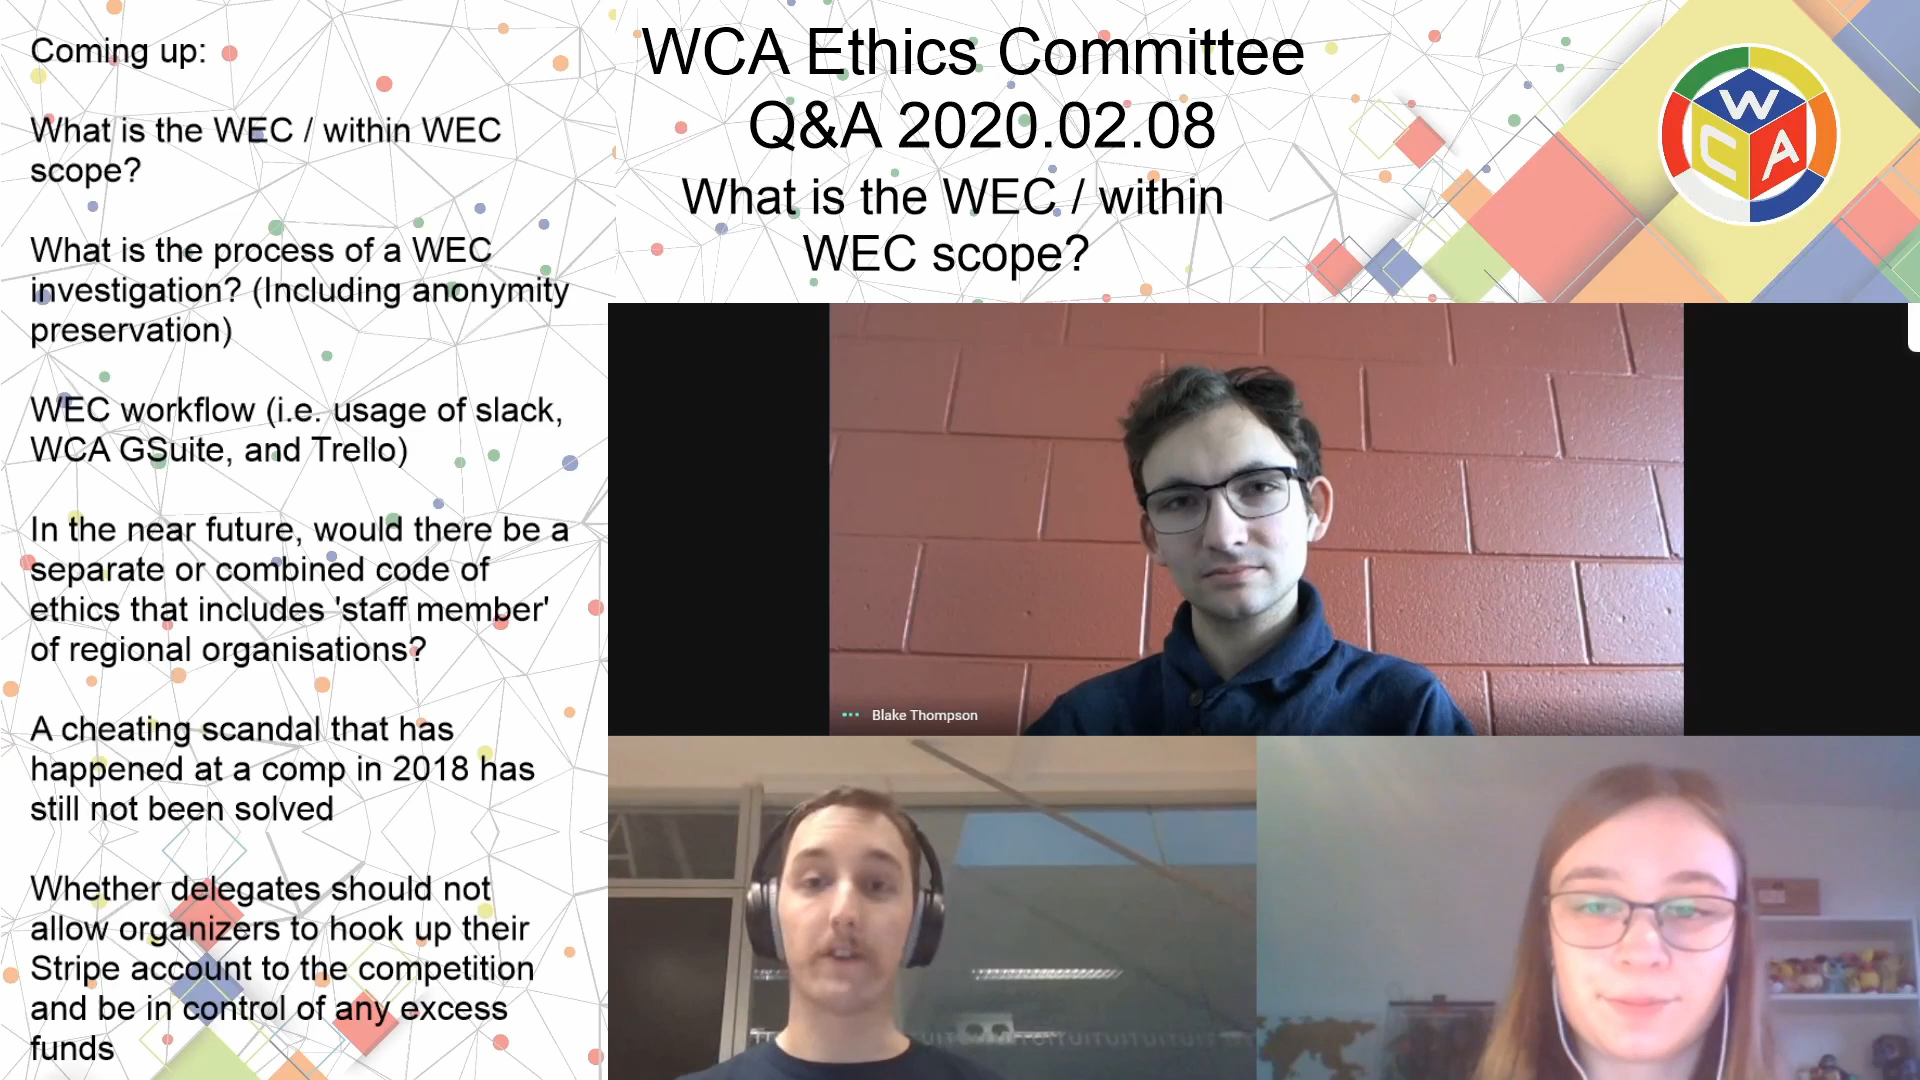 Coming up:
What is the WEC / within WEC
scope?
What is the process of a WEC
investigation? (Including anonymity
preservation)
WEC workflow (i.e. usage of slack,
WCA GSuite, and Trello)
In the near future, would there be a
separate or combined code of
ethics that includes 'staff member'
of regional organisations?
A cheating scandal that has
happened at a comp in 2018 has
still not been solved
Whether delegates should not
allow organizers to hook up their
Stripe account to the competition
and be in control of any excess
funds
WCA Ethics Committee
Q&A 2020.02.08
What is the WEC / within
WEC scope?
W
C A
Blake Thompson